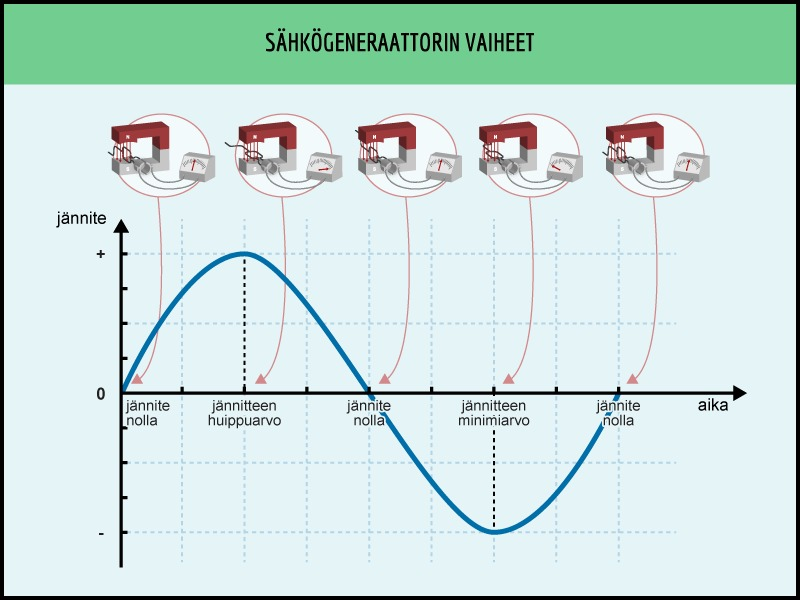 SÄHKÖGENERAATTORIN VAIHEET
jännite
+
0
-
jännite
nolla
jännitteen
huippuarvo
jännite
nolla
jännitteen
minimiarvo
jännite
nolla
aika